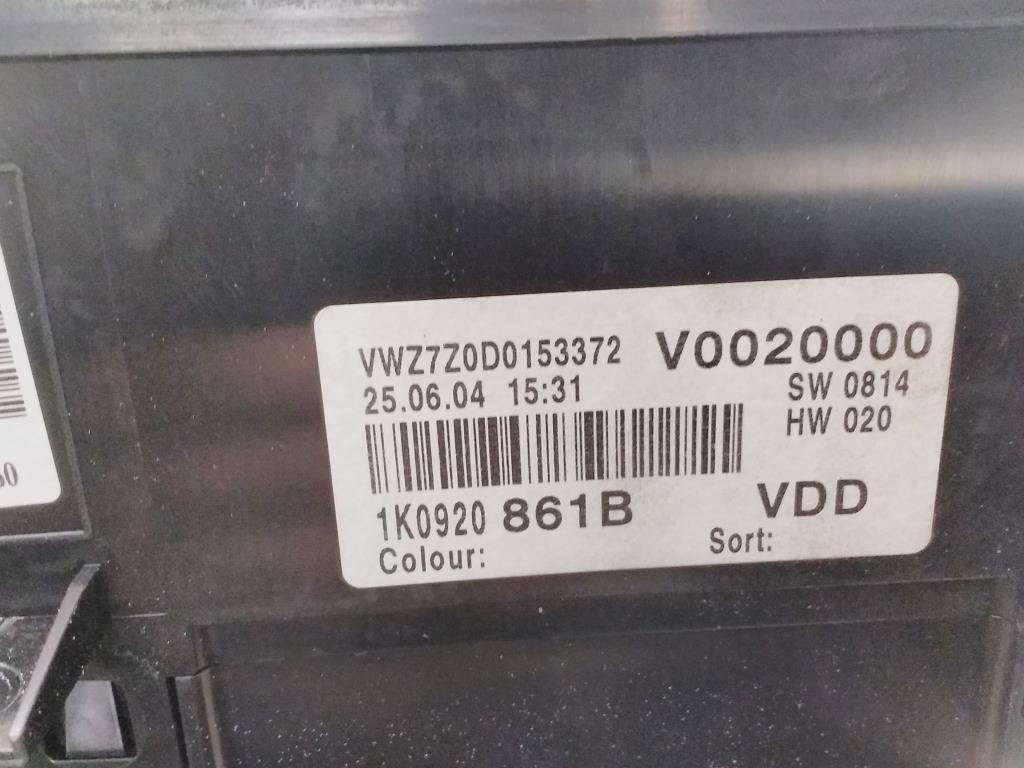 VWZ7Z0D0153372 V0020000
25.06.04 15:31 SW 0814
HW 020
1K0920 861B VDD
Colour: Sort: